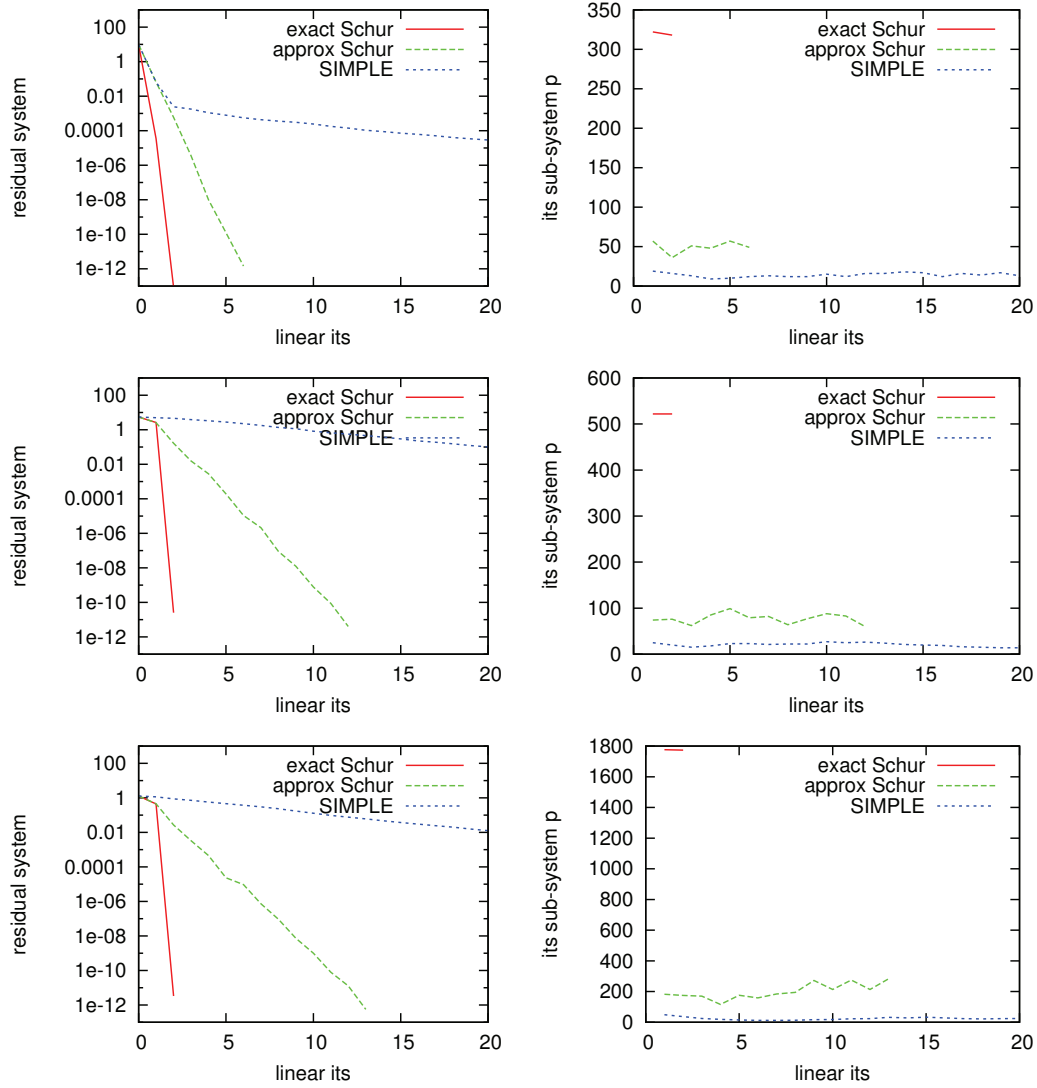 residual system
100
1
0.01
0.0001
1e-06
1e-08
1e-10
1e-12
0 5 10 15 20
linear its
exact Schur
approx Schur
SIMPLE
its sub-system p
350
300
250
200
150
100
50
0
0 5 10 15 20
linear its
exact Schur
approx Schur
SIMPLE
residual system
100
1
0.01
0.0001
1e-06
1e-08
1e-10
1e-12
0 5 10 15 20
linear its
exact Schur
approx Schur
SIMPLE
its sub-system p
600
500
400
300
200
100
0
0 5 10 15 20
linear its
exact Schur
approx Schur
SIMPLE
residual system
100
1
0.01
0.0001
1e-06
1e-08
1e-10
1e-12
0 5 10 15 20
linear its
exact Schur
approx Schur
SIMPLE
its sub-system p
1800
1600
1400
1200
1000
800
600
400
200
0
0 5 10 15 20
linear its
exact Schur
approx Schur
SIMPLE